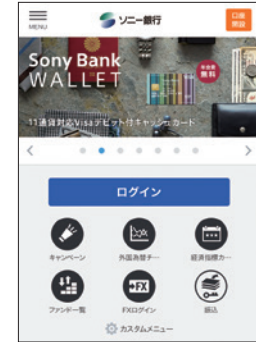 MENU
ソニー銀行
口座
開設
Sony Bank
WALLET
年会費
無料
11通貨対応Visaデビット付キャッシュカード
ログイン
キャンペーン
外国為替チ…
経済指標カ…
ファンド一覧
FX
FXログイン
振込
カスタムメニュー